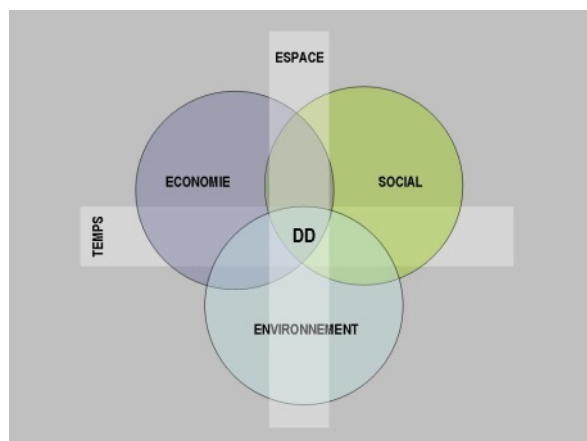 ESPACE
ECONOMIE
SOCIAL
TEMPS
DD
ENVIRONNEMENT